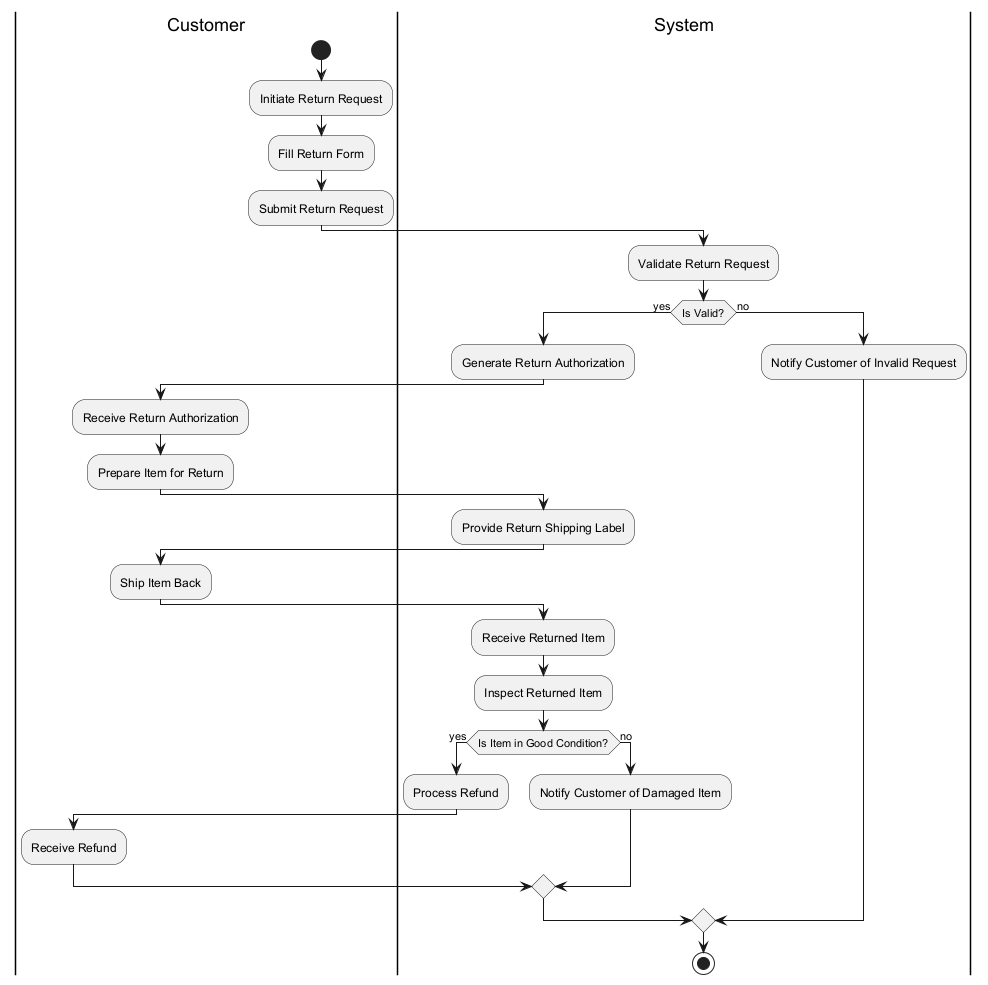 Customer
System
Initiate Return Request
Fill Return Form
Submit Return Request
Validate Return Request
yes
Is Valid?
no
Generate Return Authorization
Notify Customer of Invalid Request
Receive Return Authorization
Prepare Item for Return
Provide Return Shipping Label
Ship Item Back
Receive Returned Item
Inspect Returned Item
yes
Is Item in Good Condition?
no
Process Refund
Notify Customer of Damaged Item
Receive Refund